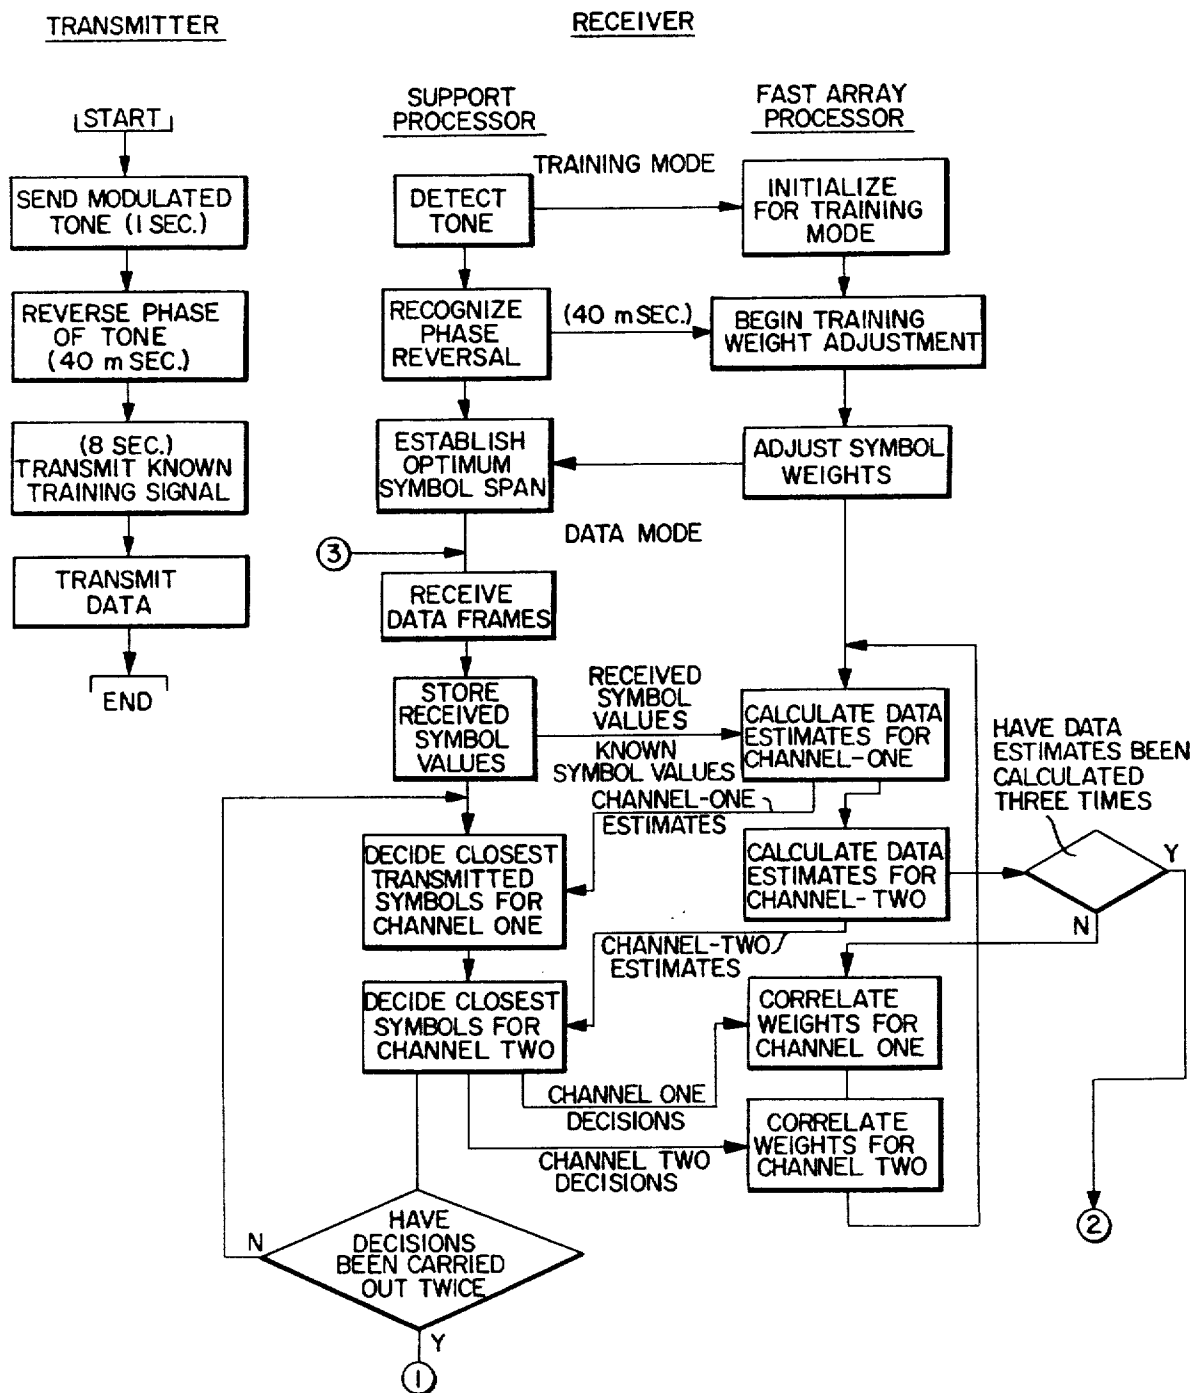 TRANSMITTER
RECEIVER
START
SEND MODULATED
TONE (1 SEC.)
REVERSE PHASE
OF TONE
(40 mSEC.)
(8 SEC.)
TRANSMIT KNOWN
TRAINING SIGNAL
TRANSMIT
DATA
END
SUPPORT
PROCESSOR
FAST ARRAY
PROCESSOR
TRAINING MODE
DETECT
TONE
INITIALIZE
FOR TRAINING
MODE
RECOGNIZE
PHASE
REVERSAL
(40 mSEC.)
BEGIN TRAINING
WEIGHT ADJUSTMENT
ESTABLISH
OPTIMUM
SYMBOL SPAN
ADJUST SYMBOL
WEIGHTS
DATA MODE
3
RECEIVE
DATA FRAMES
STORE
RECEIVED
SYMBOL
VALUES
RECEIVED
SYMBOL
VALUES
KNOWN
SYMBOL VALUES
CALCULATE DATA
ESTIMATES FOR
CHANNEL-ONE
HAVE DATA
ESTIMATES BEEN
CALCULATED
THREE TIMES
CHANNEL-ONE
ESTIMATES
DECIDE CLOSEST
TRANSMITTED
SYMBOLS FOR
CHANNEL ONE
CALCULATE DATA
ESTIMATES FOR
CHANNEL-TWO
Y
N
CHANNEL-TWO
ESTIMATES
DECIDE CLOSEST
SYMBOLS FOR
CHANNEL TWO
CORRELATE
WEIGHTS FOR
CHANNEL ONE
CHANNEL ONE
DECISIONS
CORRELATE
WEIGHTS FOR
CHANNEL TWO
CHANNEL TWO
DECISIONS
2
N
HAVE
DECISIONS
BEEN CARRIED
OUT TWICE
Y
1